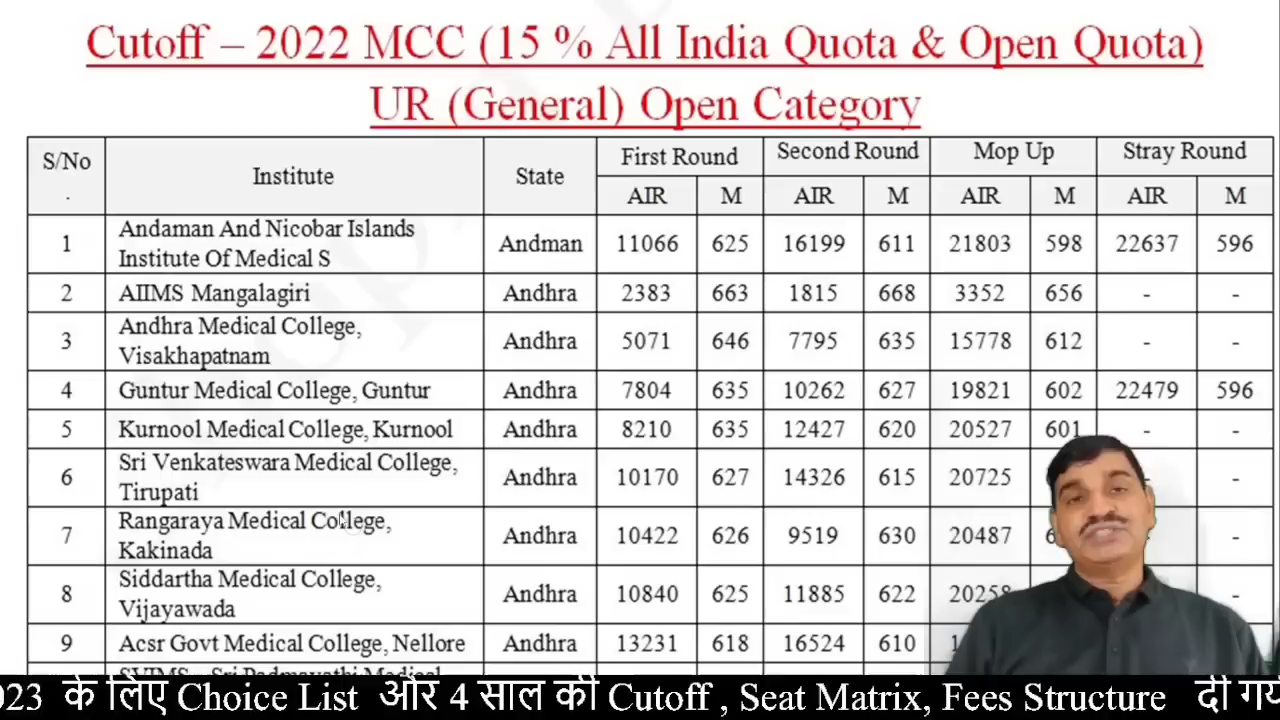 Cutoff – 2022 MCC (15 % All India Quota & Open Quota)
UR (General) Open Category
S/No. Institute State First Round Second Round Mop Up Stray Round
AIR M AIR M AIR M AIR M
1 Andaman And Nicobar Islands Institute Of Medical S Andman 11066 625 16199 611 21803 598 22637 596
2 AIIMS Mangalagiri Andhra 2383 663 1815 668 3352 656 - -
3 Andhra Medical College, Visakhapatnam Andhra 5071 646 7795 635 15778 612 - -
4 Guntur Medical College, Guntur Andhra 7804 635 10262 627 19821 602 22479 596
5 Kurnool Medical College, Kurnool Andhra 8210 635 12427 620 20527 601 - -
6 Sri Venkateswara Medical College, Tirupati Andhra 10170 627 14326 615 20725 -
7 Rangaraya Medical College, Kakinada Andhra 10422 626 9519 630 20487 -
8 Siddartha Medical College, Vijayawada Andhra 10840 625 11885 622 20258 -
9 Acsr Govt Medical College, Nellore Andhra 13231 618 16524 610 -
के लिए Choice List और 4 साल की Cutoff , Seat Matrix, Fees Structure